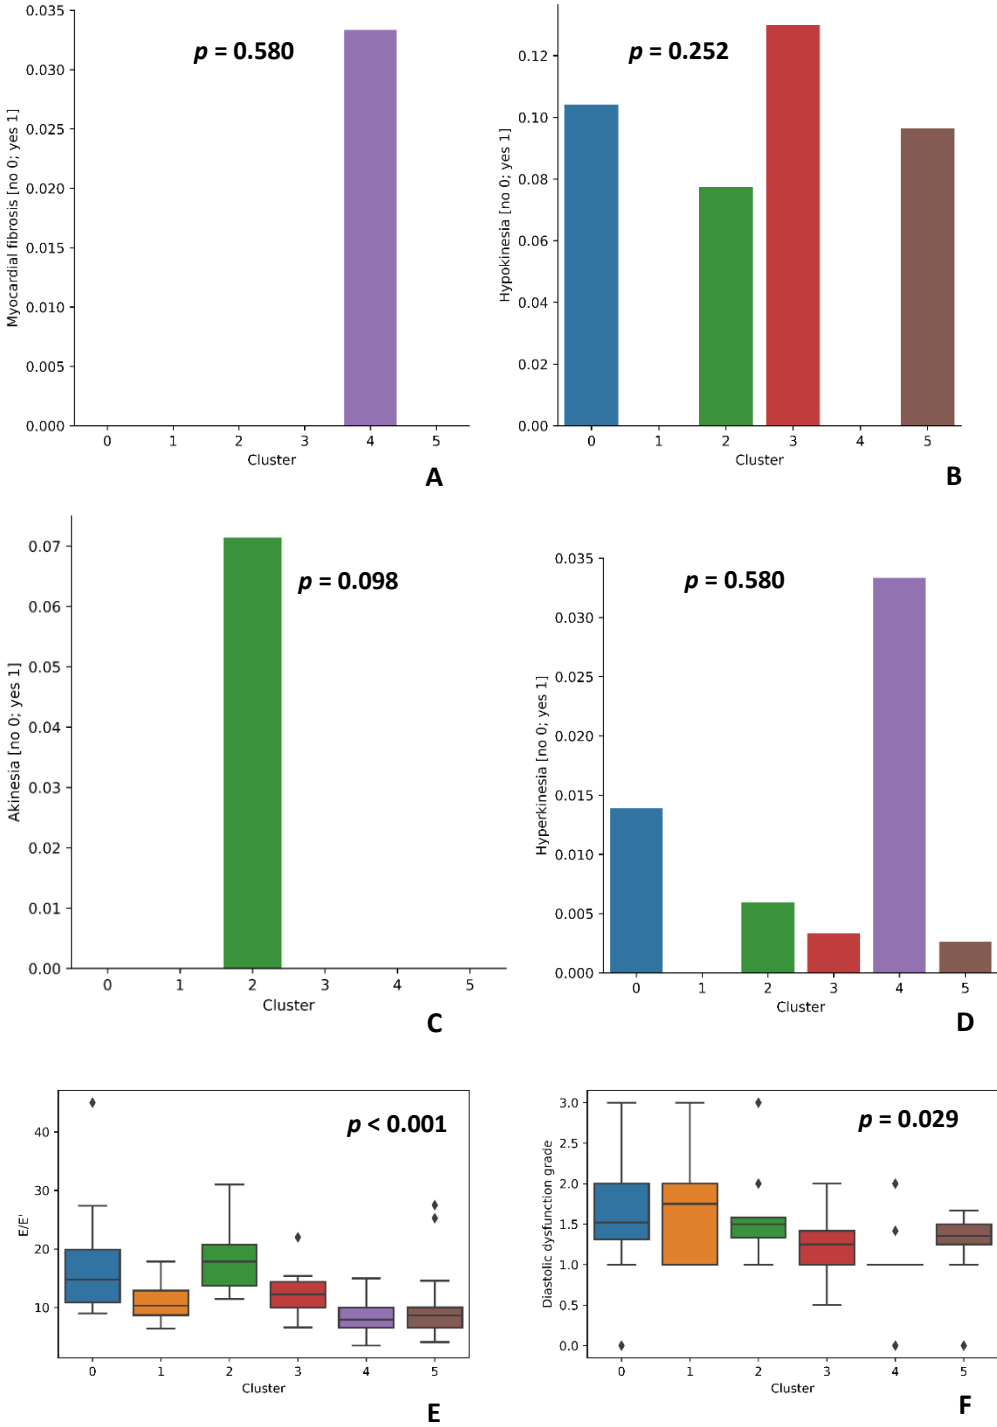 0.035
0.030
0.025
0.020
0.015
0.010
0.005
0.000
Myocardial fibrosis [no 0; yes 1]
p = 0.580
0 1 2 3 4 5
Cluster
A
0.12
0.10
0.08
0.06
0.04
0.02
0.00
Hypokinesia [no 0; yes 1]
p = 0.252
0 1 2 3 4 5
Cluster
B
0.07
0.06
0.05
0.04
0.03
0.02
0.01
0.00
Akinesia [no 0; yes 1]
p = 0.098
0 1 2 3 4 5
Cluster
C
0.035
0.030
0.025
0.020
0.015
0.010
0.005
0.000
Hyperkinesia [no 0; yes 1]
p = 0.580
0 1 2 3 4 5
Cluster
D
40
30
20
10
E/E'
p < 0.001
0 1 2 3 4 5
Cluster
E
3.0
2.5
2.0
1.5
1.0
0.5
0.0
Diastolic dysfunction grade
p = 0.029
0 1 2 3 4 5
Cluster
F